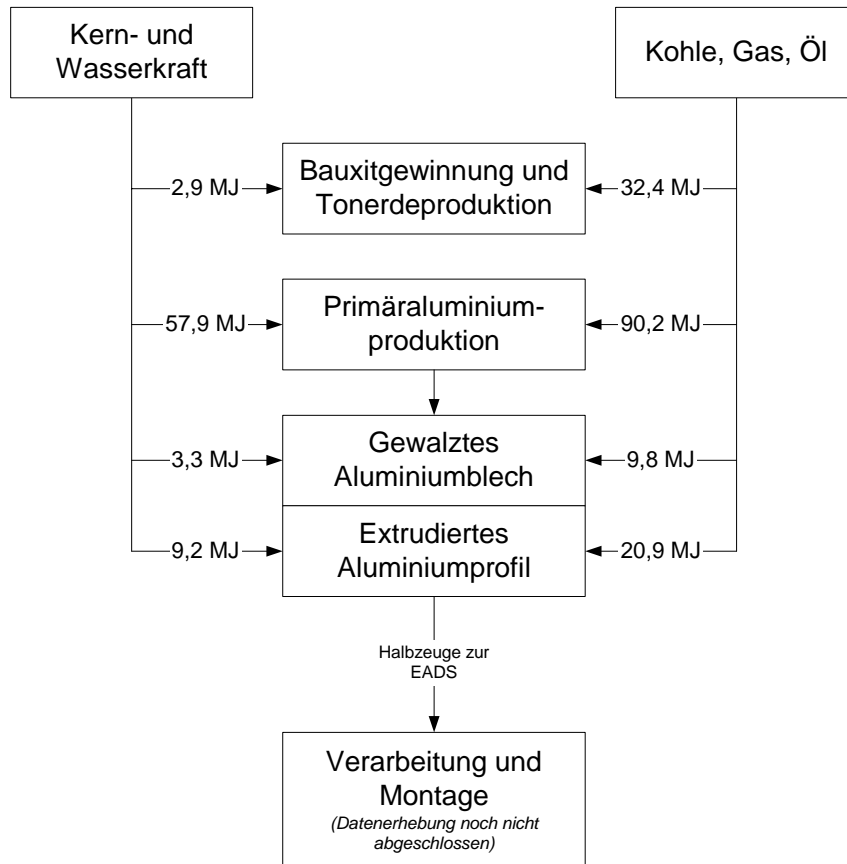 Kern- und
Wasserkraft
Kohle, Gas, Öl
Bauxitgewinnung und
Tonerdeproduktion
2,9 MJ
32,4 MJ
Primäraluminium-
produktion
57,9 MJ
90,2 MJ
Gewalztes
Aluminiumblech
3,3 MJ
9,8 MJ
Extrudiertes
Aluminiumprofil
9,2 MJ
20,9 MJ
Halbzeuge zur
EADS
Verarbeitung und
Montage
(Datenerhebung noch nicht
abgeschlossen)